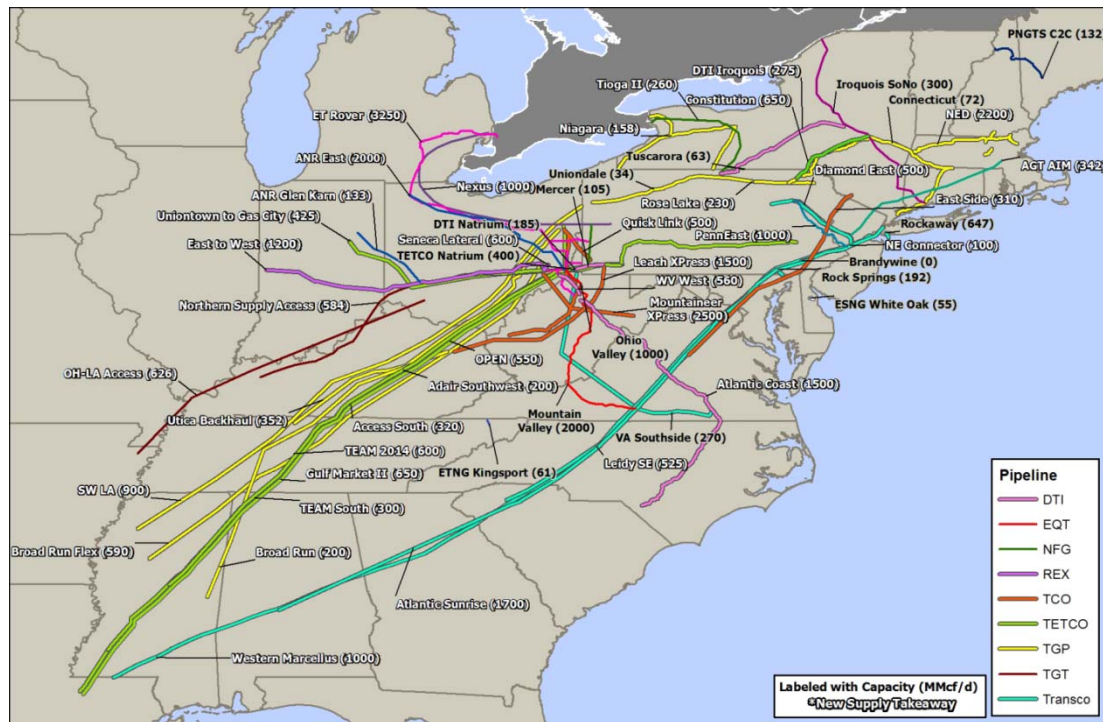 PNGTS C2C (132)
DTI Iroquois (275)
Tioga II (260)
Iroquois SoNo (300)
Constitution (650)
Connecticut (72)
ET Rover (3250)
NED (2200)
Niagara (158)
ANR East (2000)
Tuscarora (63)
Diamond East (500)
AGT AIM (342)
Uniondale (34)
Nexus (1000)
Mercer (105)
ANR Glen Karn (133)
Rose Lake (230)
East Side (310)
Uniontown to Gas City (425)
DTI Natrium (185)
Quick Link (500)
Rockaway (647)
PennEast (1000)
East to West (1200)
Seneca Lateral (600)
NE Connector (100)
TETCO Natrium (400)
Leach XPress (1500)
Brandywine (0)
Rock Springs (192)
WV West (560)
Northern Supply Access (584)
Mountaineer
XPress (2500)
ESNG White Oak (55)
Ohio
Valley (1000)
OPEN (550)
OH-LA Access (626)
Adair Southwest (200)
Atlantic Coast (1500)
Utica Backhaul (352)
Mountain
Valley (2000)
Access South (320)
VA Southside (270)
TEAM 2014 (600)
ETNG Kingsport (61)
Leidy SE (525)
Gulf Market II (650)
SW LA (900)
TEAM South (300)
Broad Run Flex (590)
Broad Run (200)
Atlantic Sunrise (1700)
Western Marcellus (1000)
Pipeline
DTI
EQT
NFG
REX
TCO
TETCO
TGP
TGT
Transco
Labeled with Capacity (MMcf/d)
*New Supply Takeaway